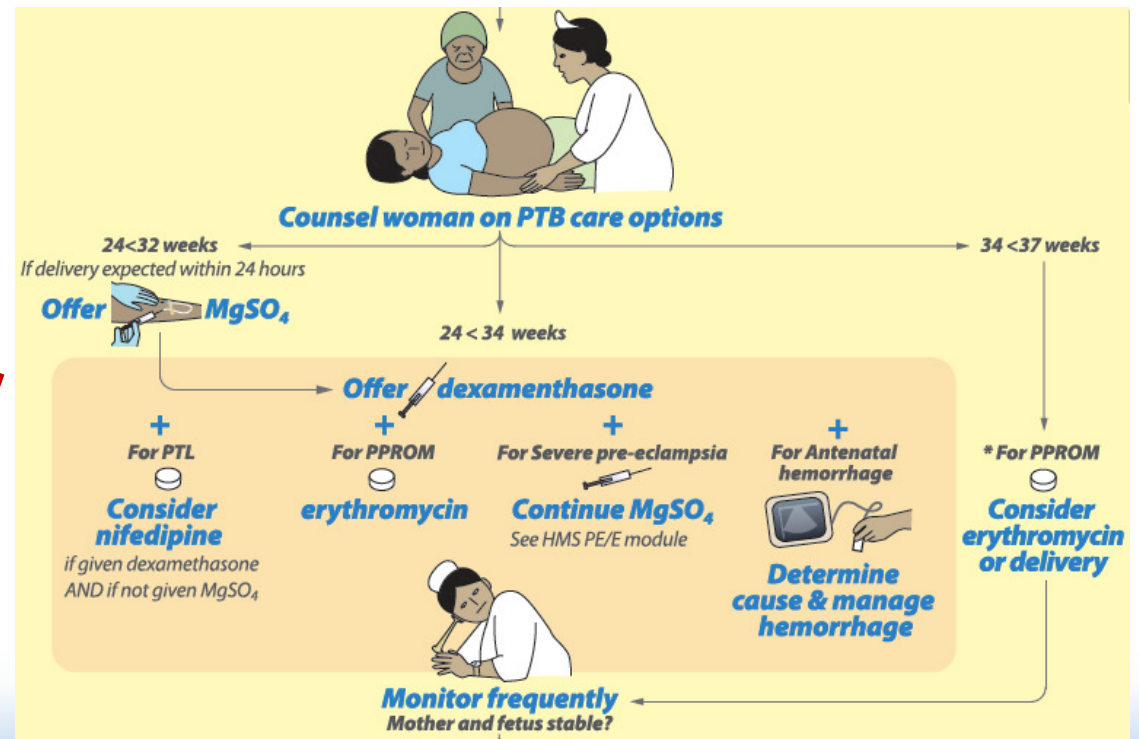 Counsel woman on PTB care options
24<32 weeks
If delivery expected within 24 hours
Offer MgSO₄
34 <37 weeks
24 < 34 weeks
Offer dexamenthasone
+
For PTL
Consider
nifedipine
if given dexamethasone
AND if not given MgSO₄
+
For PPROM
erythromycin
+
For Severe pre-eclampsia
Continue MgSO₄
See HMS PE/E module
+
For Antenatal
hemorrhage
Determine
cause & manage
hemorrhage
* For PPROM
Consider
erythromycin
or delivery
Monitor frequently
Mother and fetus stable?